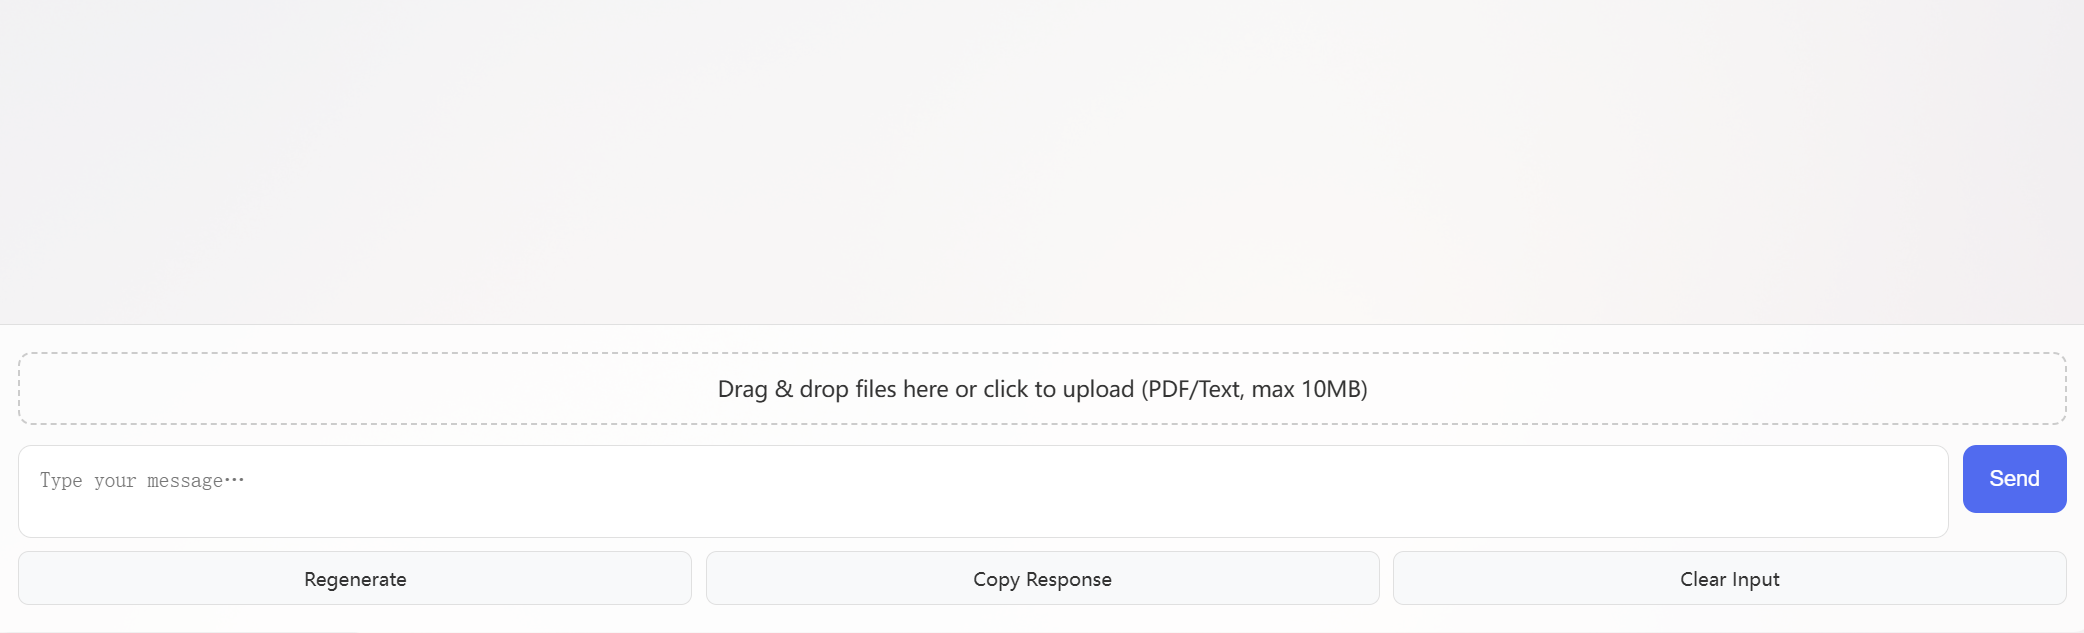 Drag & drop files here or click to upload (PDF/Text, max 10MB)
Type your message…
Send
Regenerate
Copy Response
Clear Input